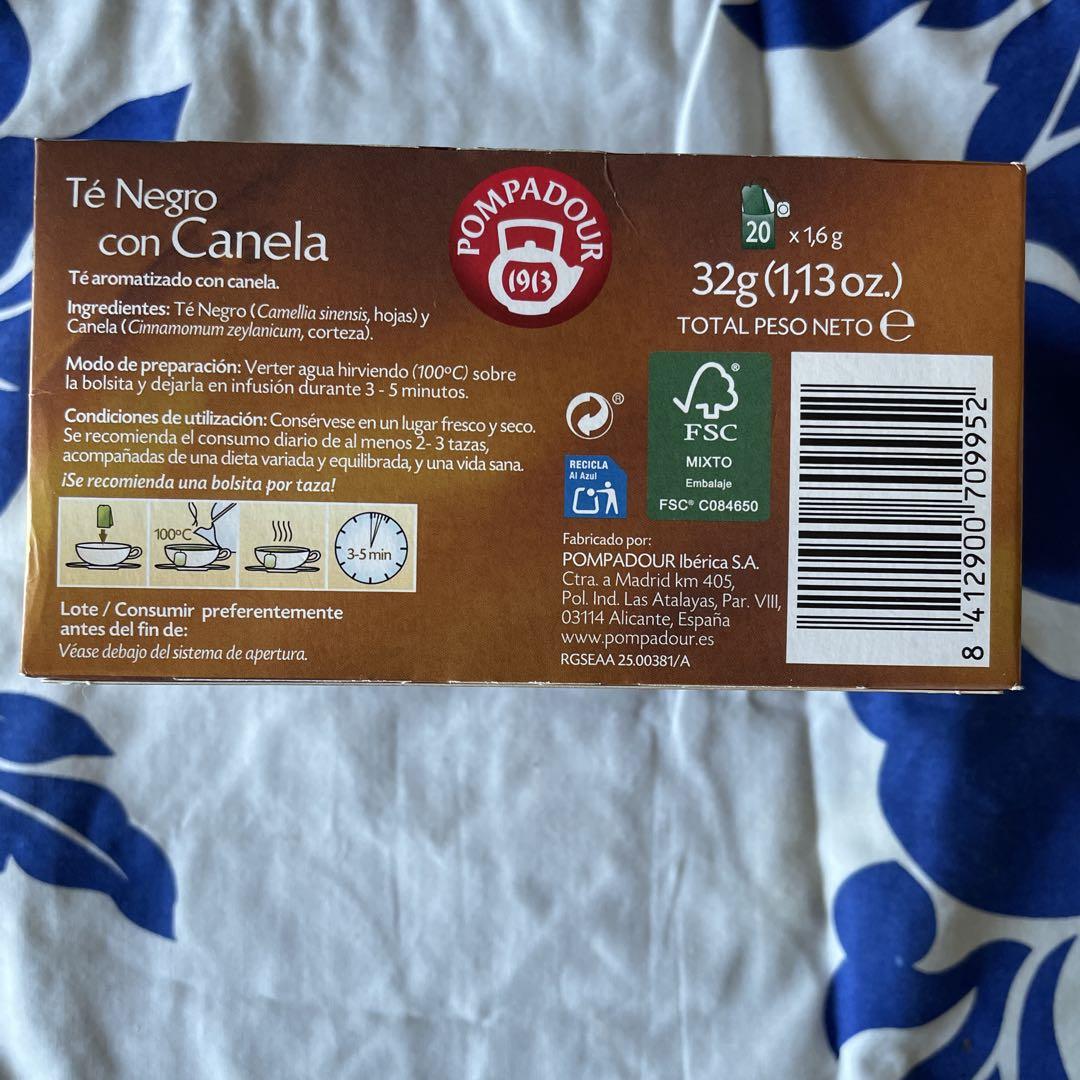 Té Negro
con Canela
Té aromatizado con canela.
Ingredientes: Té Negro (Camellia sinensis, hojas) y
Canela (Cinnamomum zeylanicum, corteza).
Modo de preparación: Verter agua hirviendo (100ºC) sobre
la bolsita y dejarla en infusión durante 3 - 5 minutos.
Condiciones de utilización: Consérvese en un lugar fresco y seco.
Se recomienda el consumo diario de al menos 2- 3 tazas,
acompañadas de una dieta variada y equilibrada, y una vida sana.
¡Se recomienda una bolsita por taza!
100ºC
3-5 min
Lote / Consumir preferentemente
antes del fin de:
Véase debajo del sistema de apertura.
POMPADOUR
1913
20 x 1,6 g
32g (1,13 oz.)
TOTAL PESO NETO e
®
RECICLA
Al Azul
®
FSC
MIXTO
Embalaje
FSC® C084650
Fabricado por:
POMPADOUR Ibérica S.A.
Ctra. a Madrid km 405,
Pol. Ind. Las Atalayas, Par. VIII,
03114 Alicante, España
www.pompadour.es
RGSEAA 25.00381/A
8 412900 709952